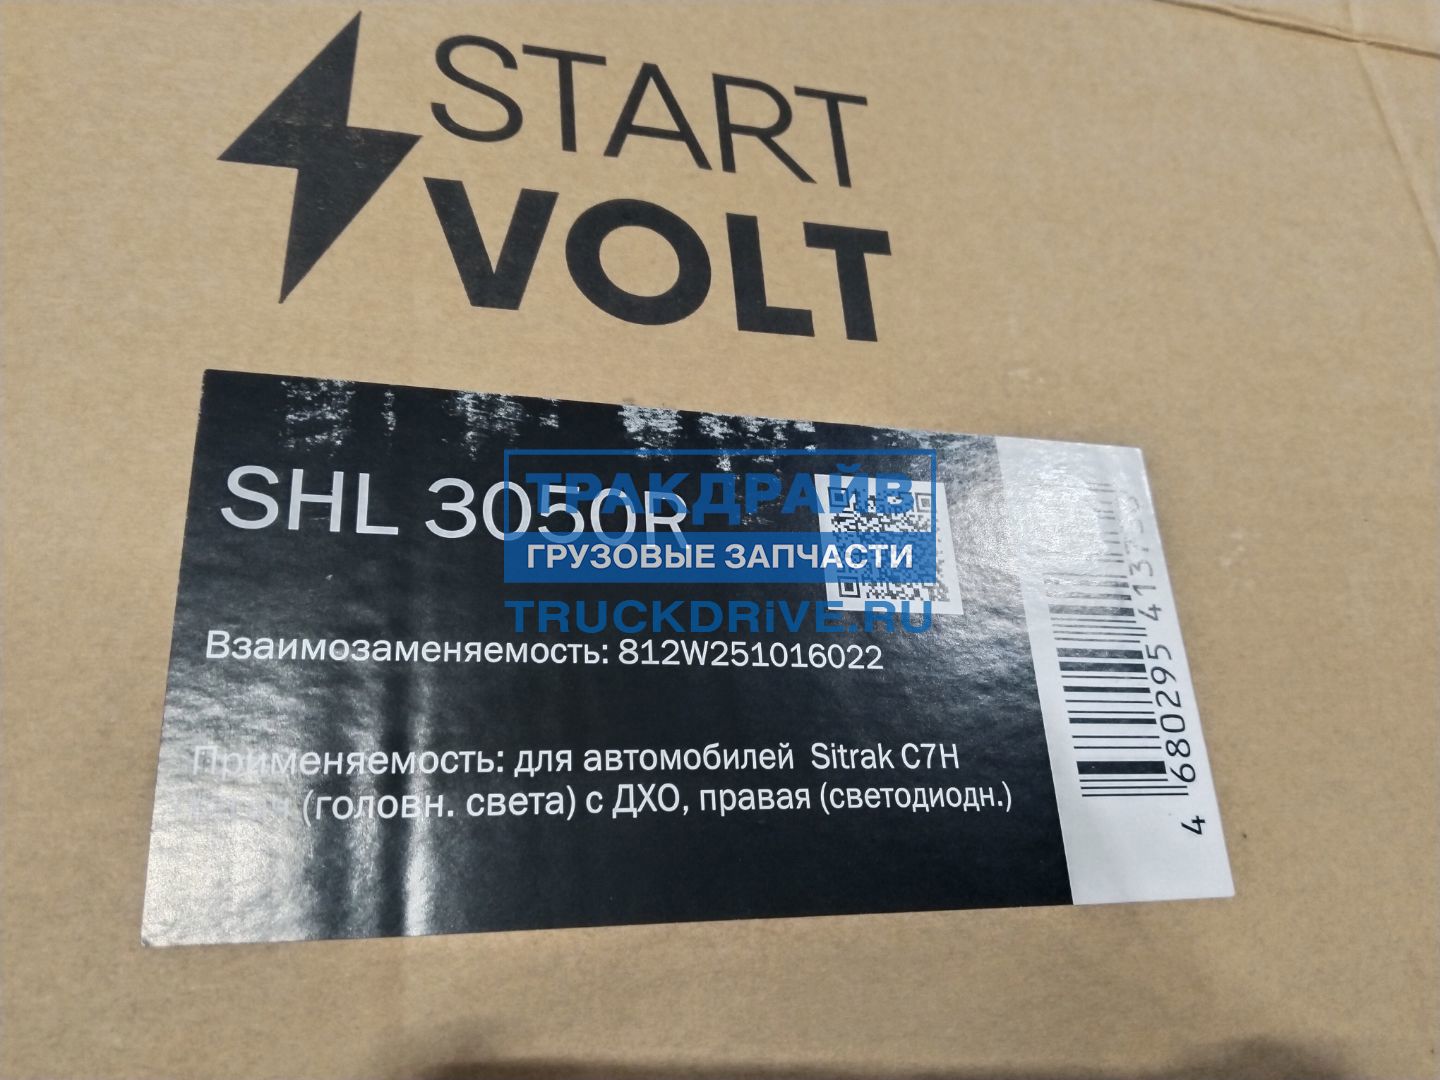 START
VOLT
SHL 3050R
ТРАКДРАЙВ
ГРУЗОВЫЕ ЗАПЧАСТИ
TRUCKDRiVE.RU
Взаимозаменяемость: 812W251016022
Применяемость: для автомобилей Sitrak C7H
(головн. света) с ДХО, правая (светодиодн.)
4 680295 413736